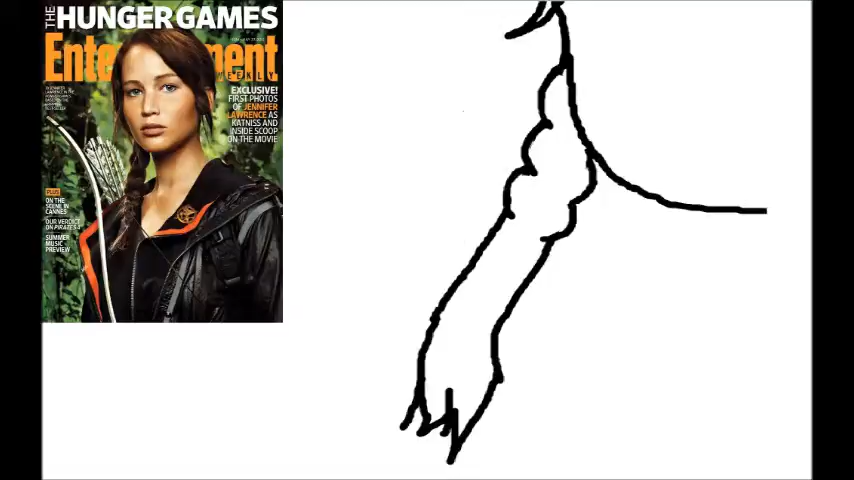 THE HUNGER GAMES
Entertainment
WEEKLY
EXCLUSIVE!
FIRST PHOTOS
OF JENNIFER
LAWRENCE AS
KATNISS AND
INSIDE SCOOP
ON THE MOVIE
PLUS
ON THE
SCENE IN
CANNES
OUR VERDICT
ON PIRATES 4
SUMMER
MUSIC
PREVIEW